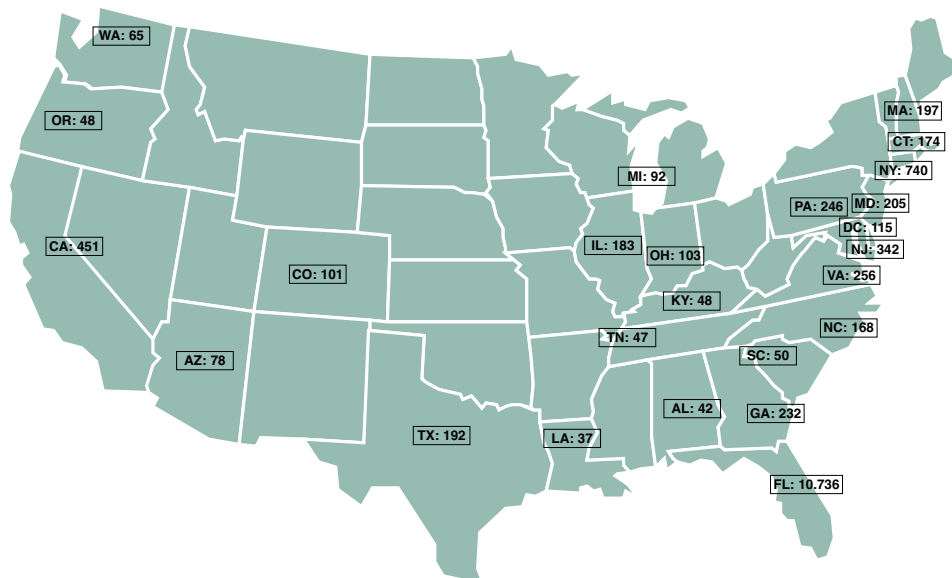 WA: 65
MA: 197
OR: 48
CT: 174
NY: 740
MI: 92
PA: 246
MD: 205
DC: 115
CA: 451
IL: 183
OH: 103
NJ: 342
CO: 101
VA: 256
KY: 48
NC: 168
TN: 47
SC: 50
AZ: 78
AL: 42
GA: 232
TX: 192
LA: 37
FL: 10.736